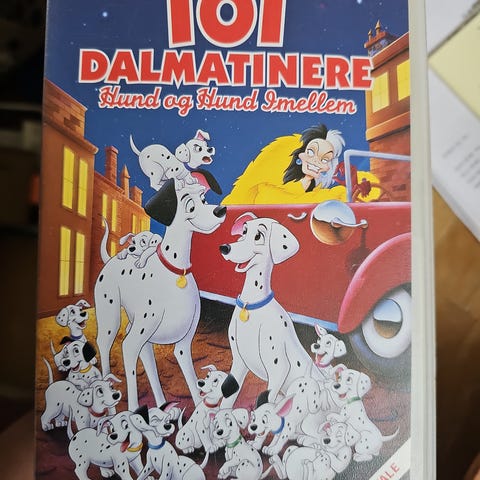 101
DALMATINERE
Hund og Hund Imellem